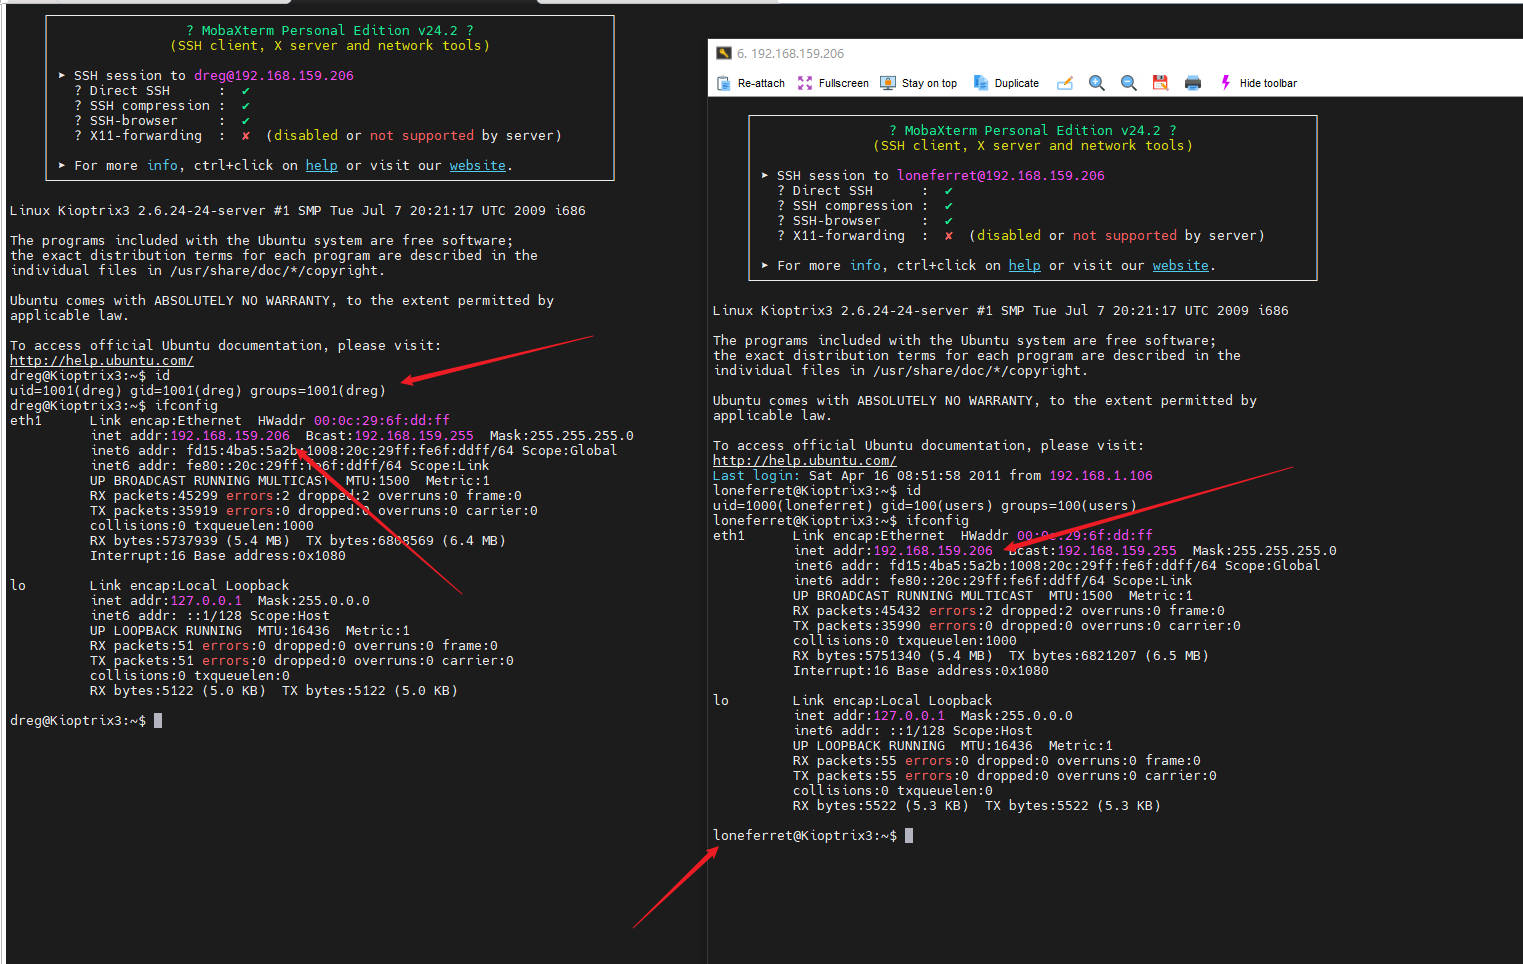 ? MobaXterm Personal Edition v24.2 ?
(SSH client, X server and network tools)
➤ SSH session to dreg@192.168.159.206
? Direct SSH      :  ✔
? SSH compression :  ✔
? SSH-browser     :  ✔
? X11-forwarding  :  ✘  (disabled or not supported by server)
➤ For more info, ctrl+click on help or visit our website.
Linux Kioptrix3 2.6.24-24-server #1 SMP Tue Jul 7 20:21:17 UTC 2009 i686
The programs included with the Ubuntu system are free software;
the exact distribution terms for each program are described in the
individual files in /usr/share/doc/*/copyright.
Ubuntu comes with ABSOLUTELY NO WARRANTY, to the extent permitted by
applicable law.
To access official Ubuntu documentation, please visit:
http://help.ubuntu.com/
dreg@Kioptrix3:~$ id
uid=1001(dreg) gid=1001(dreg) groups=1001(dreg)
dreg@Kioptrix3:~$ ifconfig
eth1      Link encap:Ethernet  HWaddr 00:0c:29:6f:dd:ff
inet addr:192.168.159.206  Bcast:192.168.159.255  Mask:255.255.255.0
inet6 addr: fd15:4ba5:5a2b:1008:20c:29ff:fe6f:ddff/64 Scope:Global
inet6 addr: fe80::20c:29ff:fe6f:ddff/64 Scope:Link
UP BROADCAST RUNNING MULTICAST  MTU:1500  Metric:1
RX packets:45299 errors:2 dropped:2 overruns:0 frame:0
TX packets:35919 errors:0 dropped:0 overruns:0 carrier:0
collisions:0 txqueuelen:1000
RX bytes:5737939 (5.4 MB)  TX bytes:6808569 (6.4 MB)
Interrupt:16 Base address:0x1080
lo        Link encap:Local Loopback
inet addr:127.0.0.1  Mask:255.0.0.0
inet6 addr: ::1/128 Scope:Host
UP LOOPBACK RUNNING  MTU:16436  Metric:1
RX packets:51 errors:0 dropped:0 overruns:0 frame:0
TX packets:51 errors:0 dropped:0 overruns:0 carrier:0
collisions:0 txqueuelen:0
RX bytes:5122 (5.0 KB)  TX bytes:5122 (5.0 KB)
dreg@Kioptrix3:~$
6. 192.168.159.206
Re-attach Fullscreen Stay on top Duplicate Hide toolbar
? MobaXterm Personal Edition v24.2 ?
(SSH client, X server and network tools)
➤ SSH session to loneferret@192.168.159.206
? Direct SSH      :  ✔
? SSH compression :  ✔
? SSH-browser     :  ✔
? X11-forwarding  :  ✘  (disabled or not supported by server)
➤ For more info, ctrl+click on help or visit our website.
Linux Kioptrix3 2.6.24-24-server #1 SMP Tue Jul 7 20:21:17 UTC 2009 i686
The programs included with the Ubuntu system are free software;
the exact distribution terms for each program are described in the
individual files in /usr/share/doc/*/copyright.
Ubuntu comes with ABSOLUTELY NO WARRANTY, to the extent permitted by
applicable law.
To access official Ubuntu documentation, please visit:
http://help.ubuntu.com/
Last login: Sat Apr 16 08:51:58 2011 from 192.168.1.106
loneferret@Kioptrix3:~$ id
uid=1000(loneferret) gid=100(users) groups=100(users)
loneferret@Kioptrix3:~$ ifconfig
eth1      Link encap:Ethernet  HWaddr 00:0c:29:6f:dd:ff
inet addr:192.168.159.206  Bcast:192.168.159.255  Mask:255.255.255.0
inet6 addr: fd15:4ba5:5a2b:1008:20c:29ff:fe6f:ddff/64 Scope:Global
inet6 addr: fe80::20c:29ff:fe6f:ddff/64 Scope:Link
UP BROADCAST RUNNING MULTICAST  MTU:1500  Metric:1
RX packets:45432 errors:2 dropped:2 overruns:0 frame:0
TX packets:35990 errors:0 dropped:0 overruns:0 carrier:0
collisions:0 txqueuelen:1000
RX bytes:5751340 (5.4 MB)  TX bytes:6821207 (6.5 MB)
Interrupt:16 Base address:0x1080
lo        Link encap:Local Loopback
inet addr:127.0.0.1  Mask:255.0.0.0
inet6 addr: ::1/128 Scope:Host
UP LOOPBACK RUNNING  MTU:16436  Metric:1
RX packets:55 errors:0 dropped:0 overruns:0 frame:0
TX packets:55 errors:0 dropped:0 overruns:0 carrier:0
collisions:0 txqueuelen:0
RX bytes:5522 (5.3 KB)  TX bytes:5522 (5.3 KB)
loneferret@Kioptrix3:~$